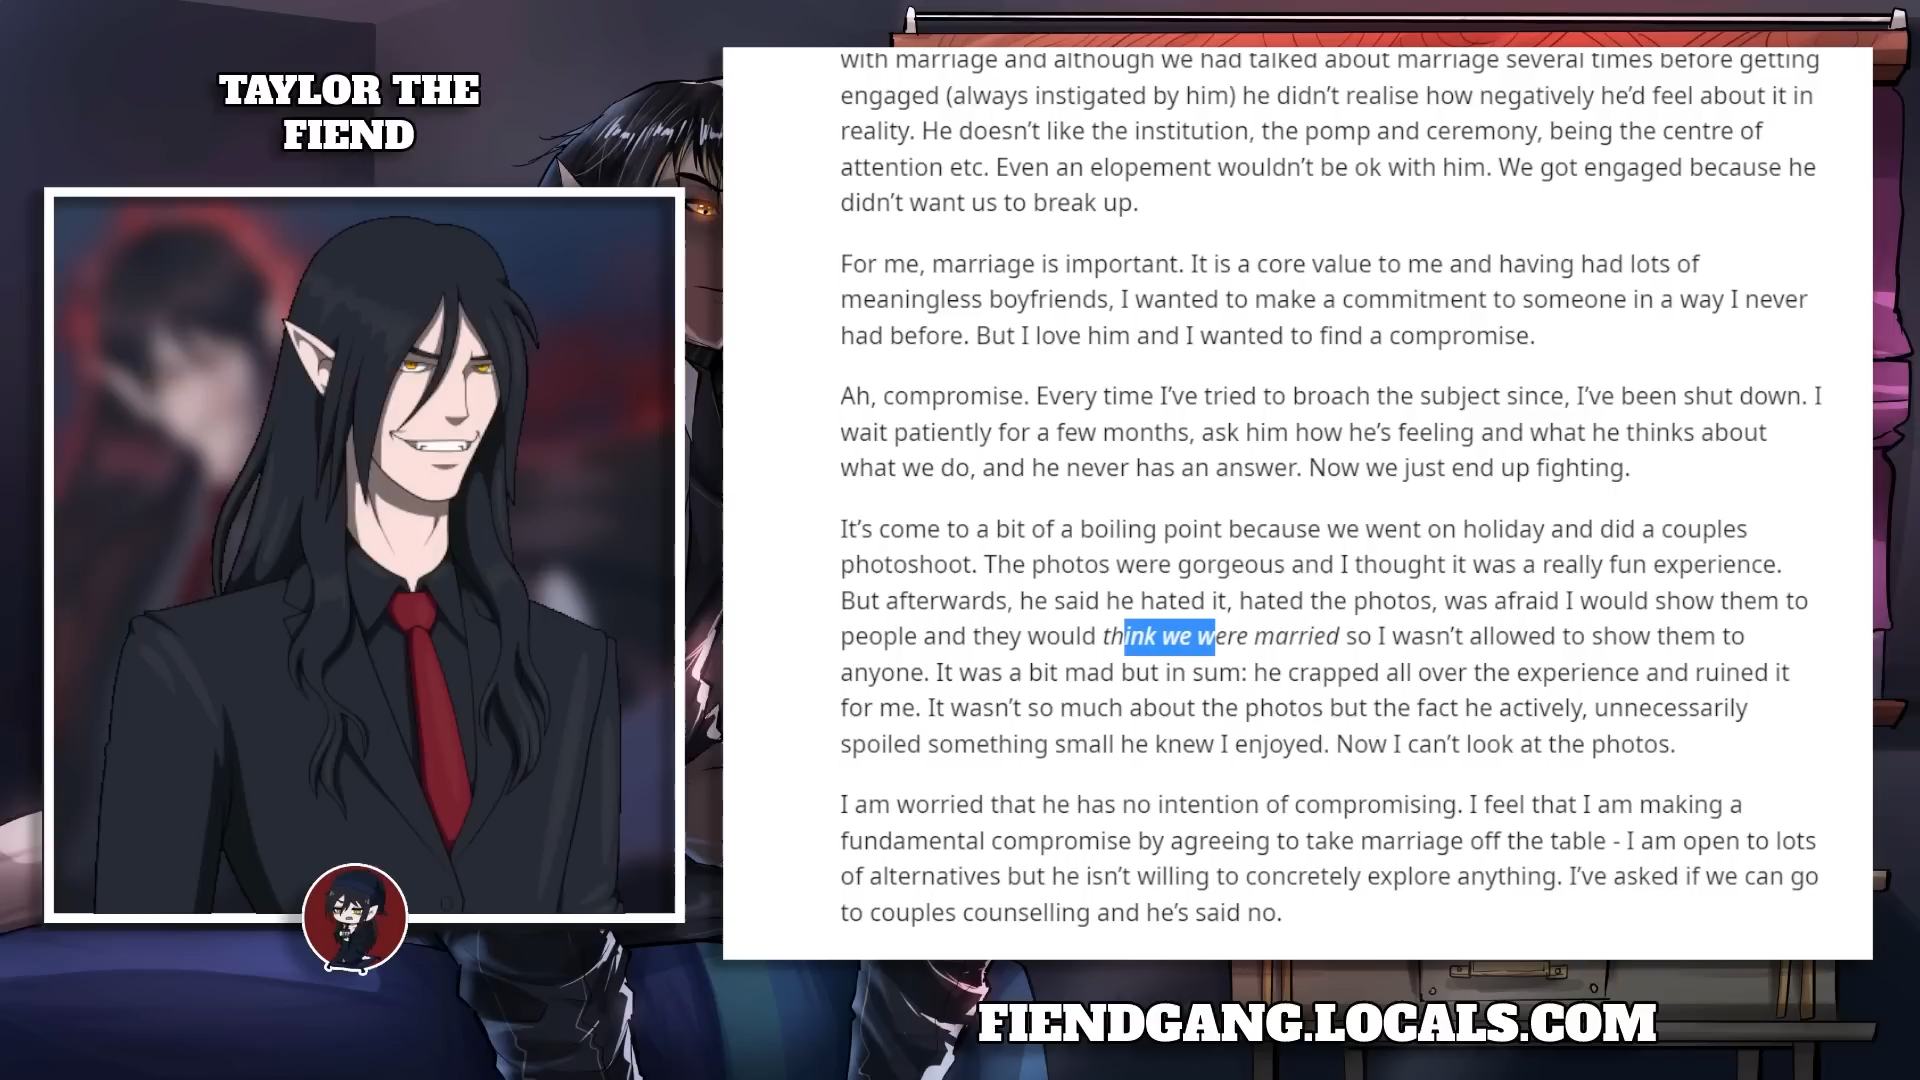 TAYLOR THE
FIEND
with marriage and although we had talked about marriage several times before getting
engaged (always instigated by him) he didn’t realise how negatively he’d feel about it in
reality. He doesn’t like the institution, the pomp and ceremony, being the centre of
attention etc. Even an elopement wouldn’t be ok with him. We got engaged because he
didn’t want us to break up.
For me, marriage is important. It is a core value to me and having had lots of
meaningless boyfriends, I wanted to make a commitment to someone in a way I never
had before. But I love him and I wanted to find a compromise.
Ah, compromise. Every time I’ve tried to broach the subject since, I’ve been shut down. I
wait patiently for a few months, ask him how he’s feeling and what he thinks about
what we do, and he never has an answer. Now we just end up fighting.
It’s come to a bit of a boiling point because we went on holiday and did a couples
photoshoot. The photos were gorgeous and I thought it was a really fun experience.
But afterwards, he said he hated it, hated the photos, was afraid I would show them to
people and they would think we were married so I wasn’t allowed to show them to
anyone. It was a bit mad but in sum: he crapped all over the experience and ruined it
for me. It wasn’t so much about the photos but the fact he actively, unnecessarily
spoiled something small he knew I enjoyed. Now I can’t look at the photos.
I am worried that he has no intention of compromising. I feel that I am making a
fundamental compromise by agreeing to take marriage off the table - I am open to lots
of alternatives but he isn’t willing to concretely explore anything. I’ve asked if we can go
to couples counselling and he’s said no.
FIENDGANG.LOCALS.COM